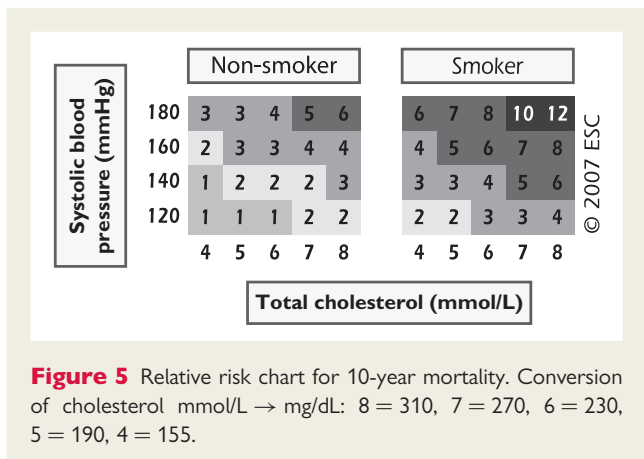 Non-smoker Smoker
Systolic blood
pressure (mmHg)
180 3 3 4 5 6 6 7 8 10 12
160 2 3 3 4 4 4 5 6 7 8
140 1 2 2 2 3 3 3 4 5 6
120 1 1 1 2 2 2 2 3 3 4
4 5 6 7 8 4 5 6 7 8
Total cholesterol (mmol/L)
© 2007 ESC
Figure 5 Relative risk chart for 10-year mortality. Conversion
of cholesterol mmol/L → mg/dL: 8 = 310, 7 = 270, 6 = 230,
5 = 190, 4 = 155.